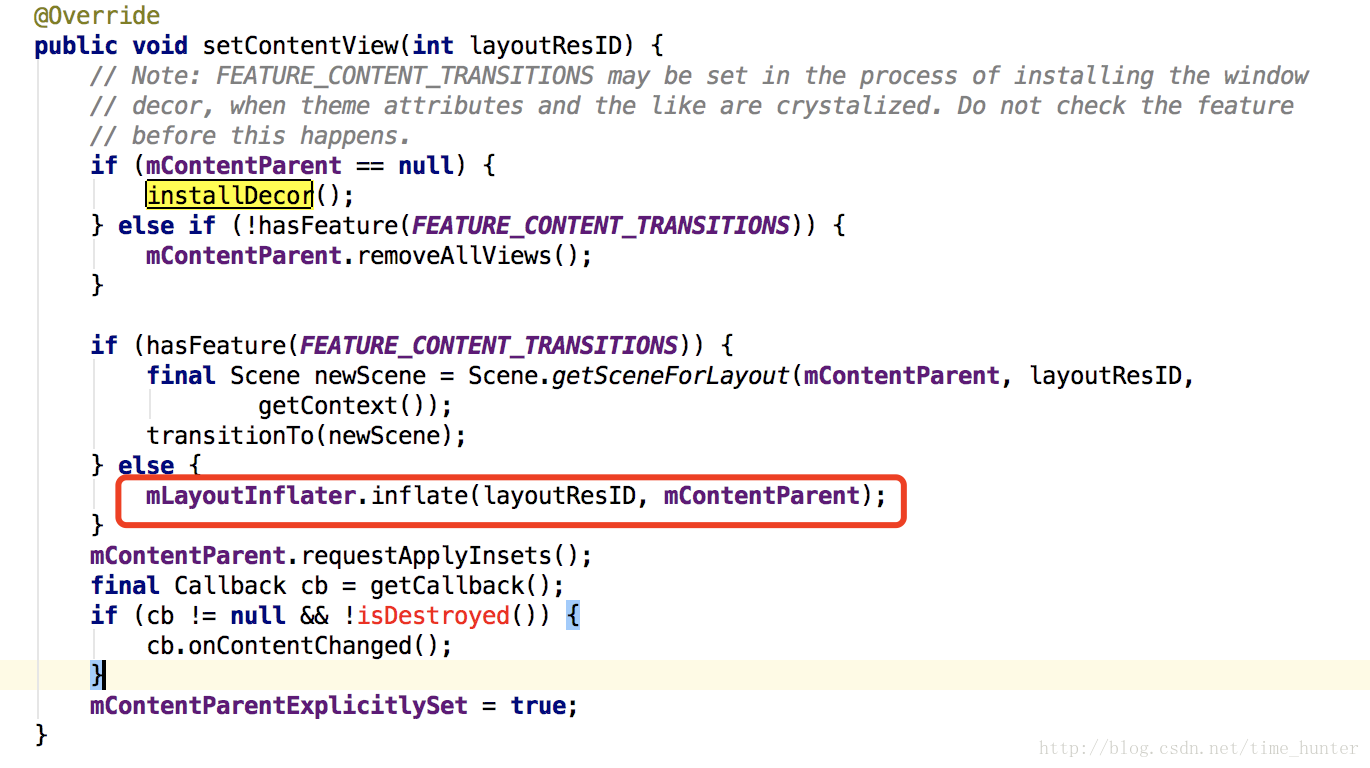 @Override
public void setContentView(int layoutResID) {
    // Note: FEATURE_CONTENT_TRANSITIONS may be set in the process of installing the window
    // decor, when theme attributes and the like are crystalized. Do not check the feature
    // before this happens.
    if (mContentParent == null) {
        installDecor();
    } else if (!hasFeature(FEATURE_CONTENT_TRANSITIONS)) {
        mContentParent.removeAllViews();
    }

    if (hasFeature(FEATURE_CONTENT_TRANSITIONS)) {
        final Scene newScene = Scene.getSceneForLayout(mContentParent, layoutResID,
                getContext());
        transitionTo(newScene);
    } else {
        mLayoutInflater.inflate(layoutResID, mContentParent);
    }
    mContentParent.requestApplyInsets();
    final Callback cb = getCallback();
    if (cb != null && !isDestroyed()) {
        cb.onContentChanged();
    }
    mContentParentExplicitlySet = true;
}
http://blog.csdn.net/time_hunter